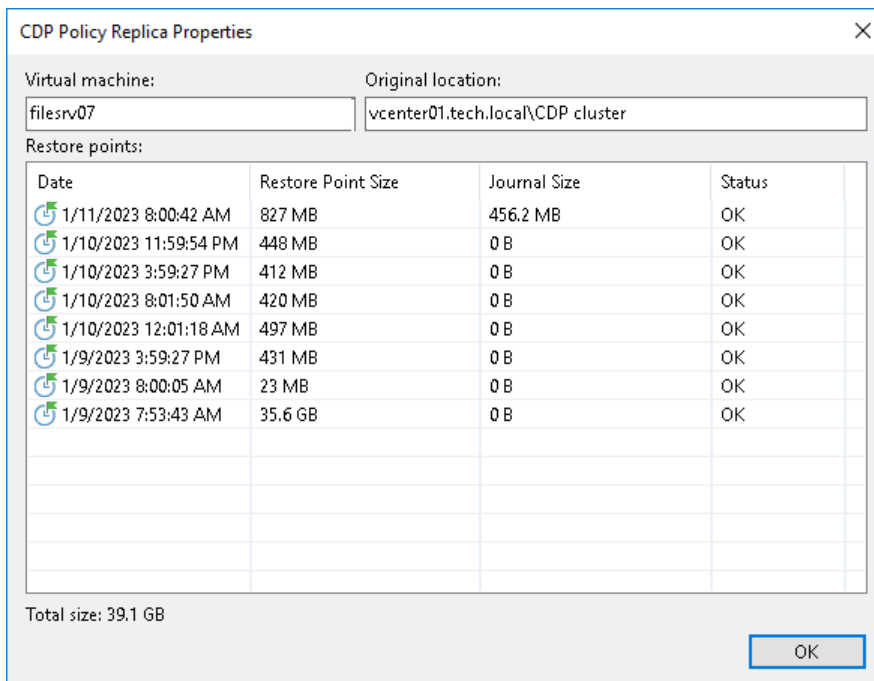 CDP Policy Replica Properties
Virtual machine: Original location:
filesrv07 vcenter01.tech.local\CDP cluster
Restore points:
Date Restore Point Size Journal Size Status
1/11/2023 8:00:42 AM 827 MB 456.2 MB OK
1/10/2023 11:59:54 PM 448 MB 0 B OK
1/10/2023 3:59:27 PM 412 MB 0 B OK
1/10/2023 8:01:50 AM 420 MB 0 B OK
1/10/2023 12:01:18 AM 497 MB 0 B OK
1/9/2023 3:59:27 PM 431 MB 0 B OK
1/9/2023 8:00:05 AM 23 MB 0 B OK
1/9/2023 7:53:43 AM 35.6 GB 0 B OK
Total size: 39.1 GB
OK